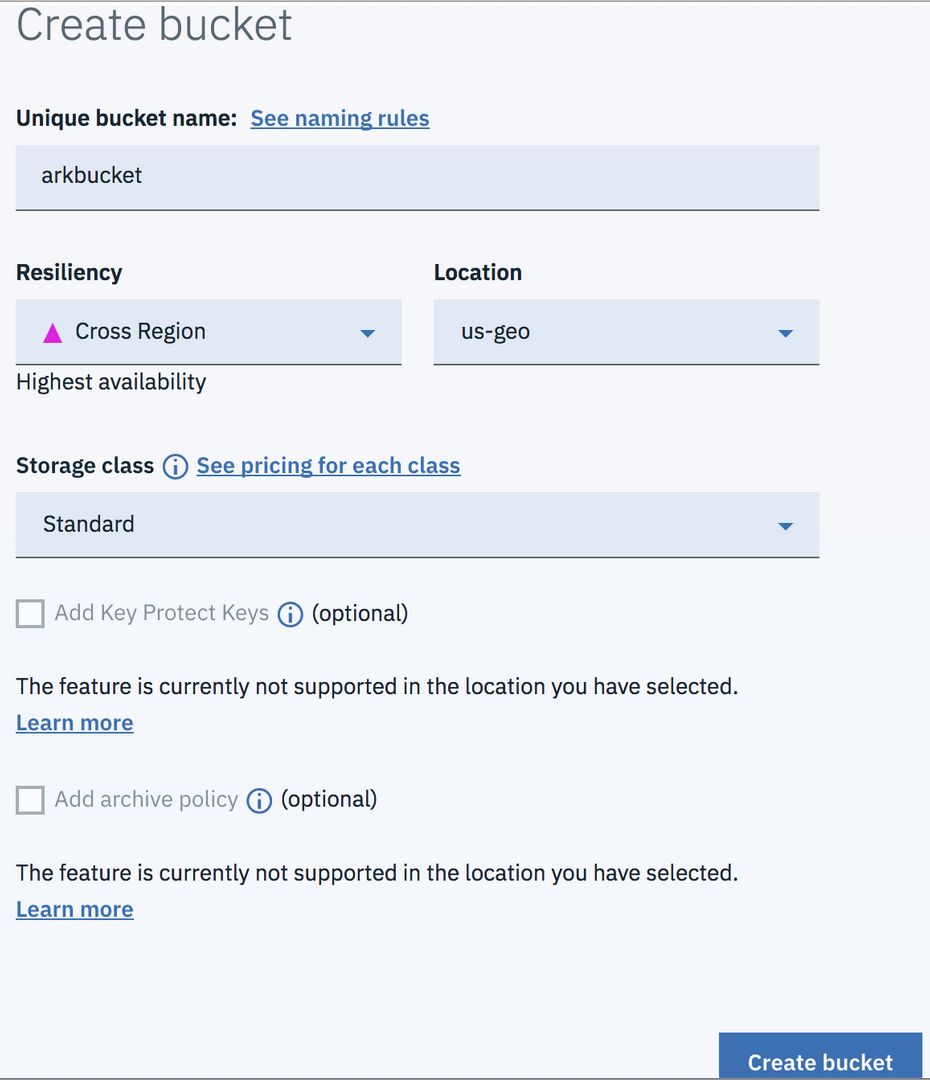 Create bucket
Unique bucket name: See naming rules
arkbucket
Resiliency Location
Cross Region us-geo
Highest availability
Storage class See pricing for each class
Standard
Add Key Protect Keys (optional)
The feature is currently not supported in the location you have selected.
Learn more
Add archive policy (optional)
The feature is currently not supported in the location you have selected.
Learn more
Create bucket